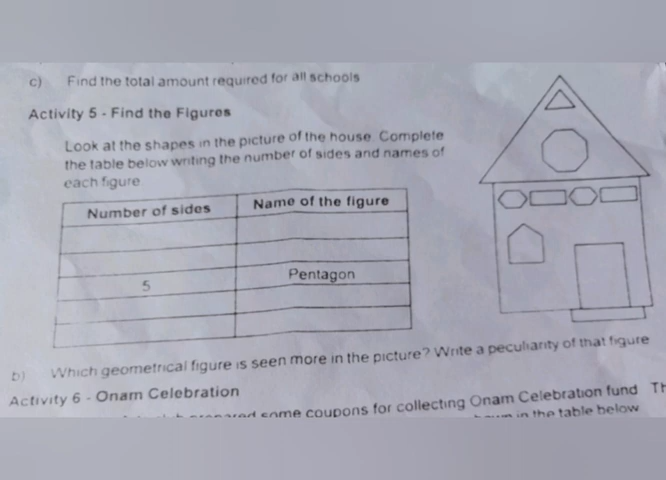 c) Find the total amount required for all schools
Activity 5 - Find the Figures
Look at the shapes in the picture of the house. Complete
the table below writing the number of sides and names of
each figure.
Number of sides Name of the figure
5 Pentagon
b) Which geometrical figure is seen more in the picture? Write a peculiarity of that figure
Activity 6 - Onam Celebration
prepared some coupons for collecting Onam Celebration fund
in the table below